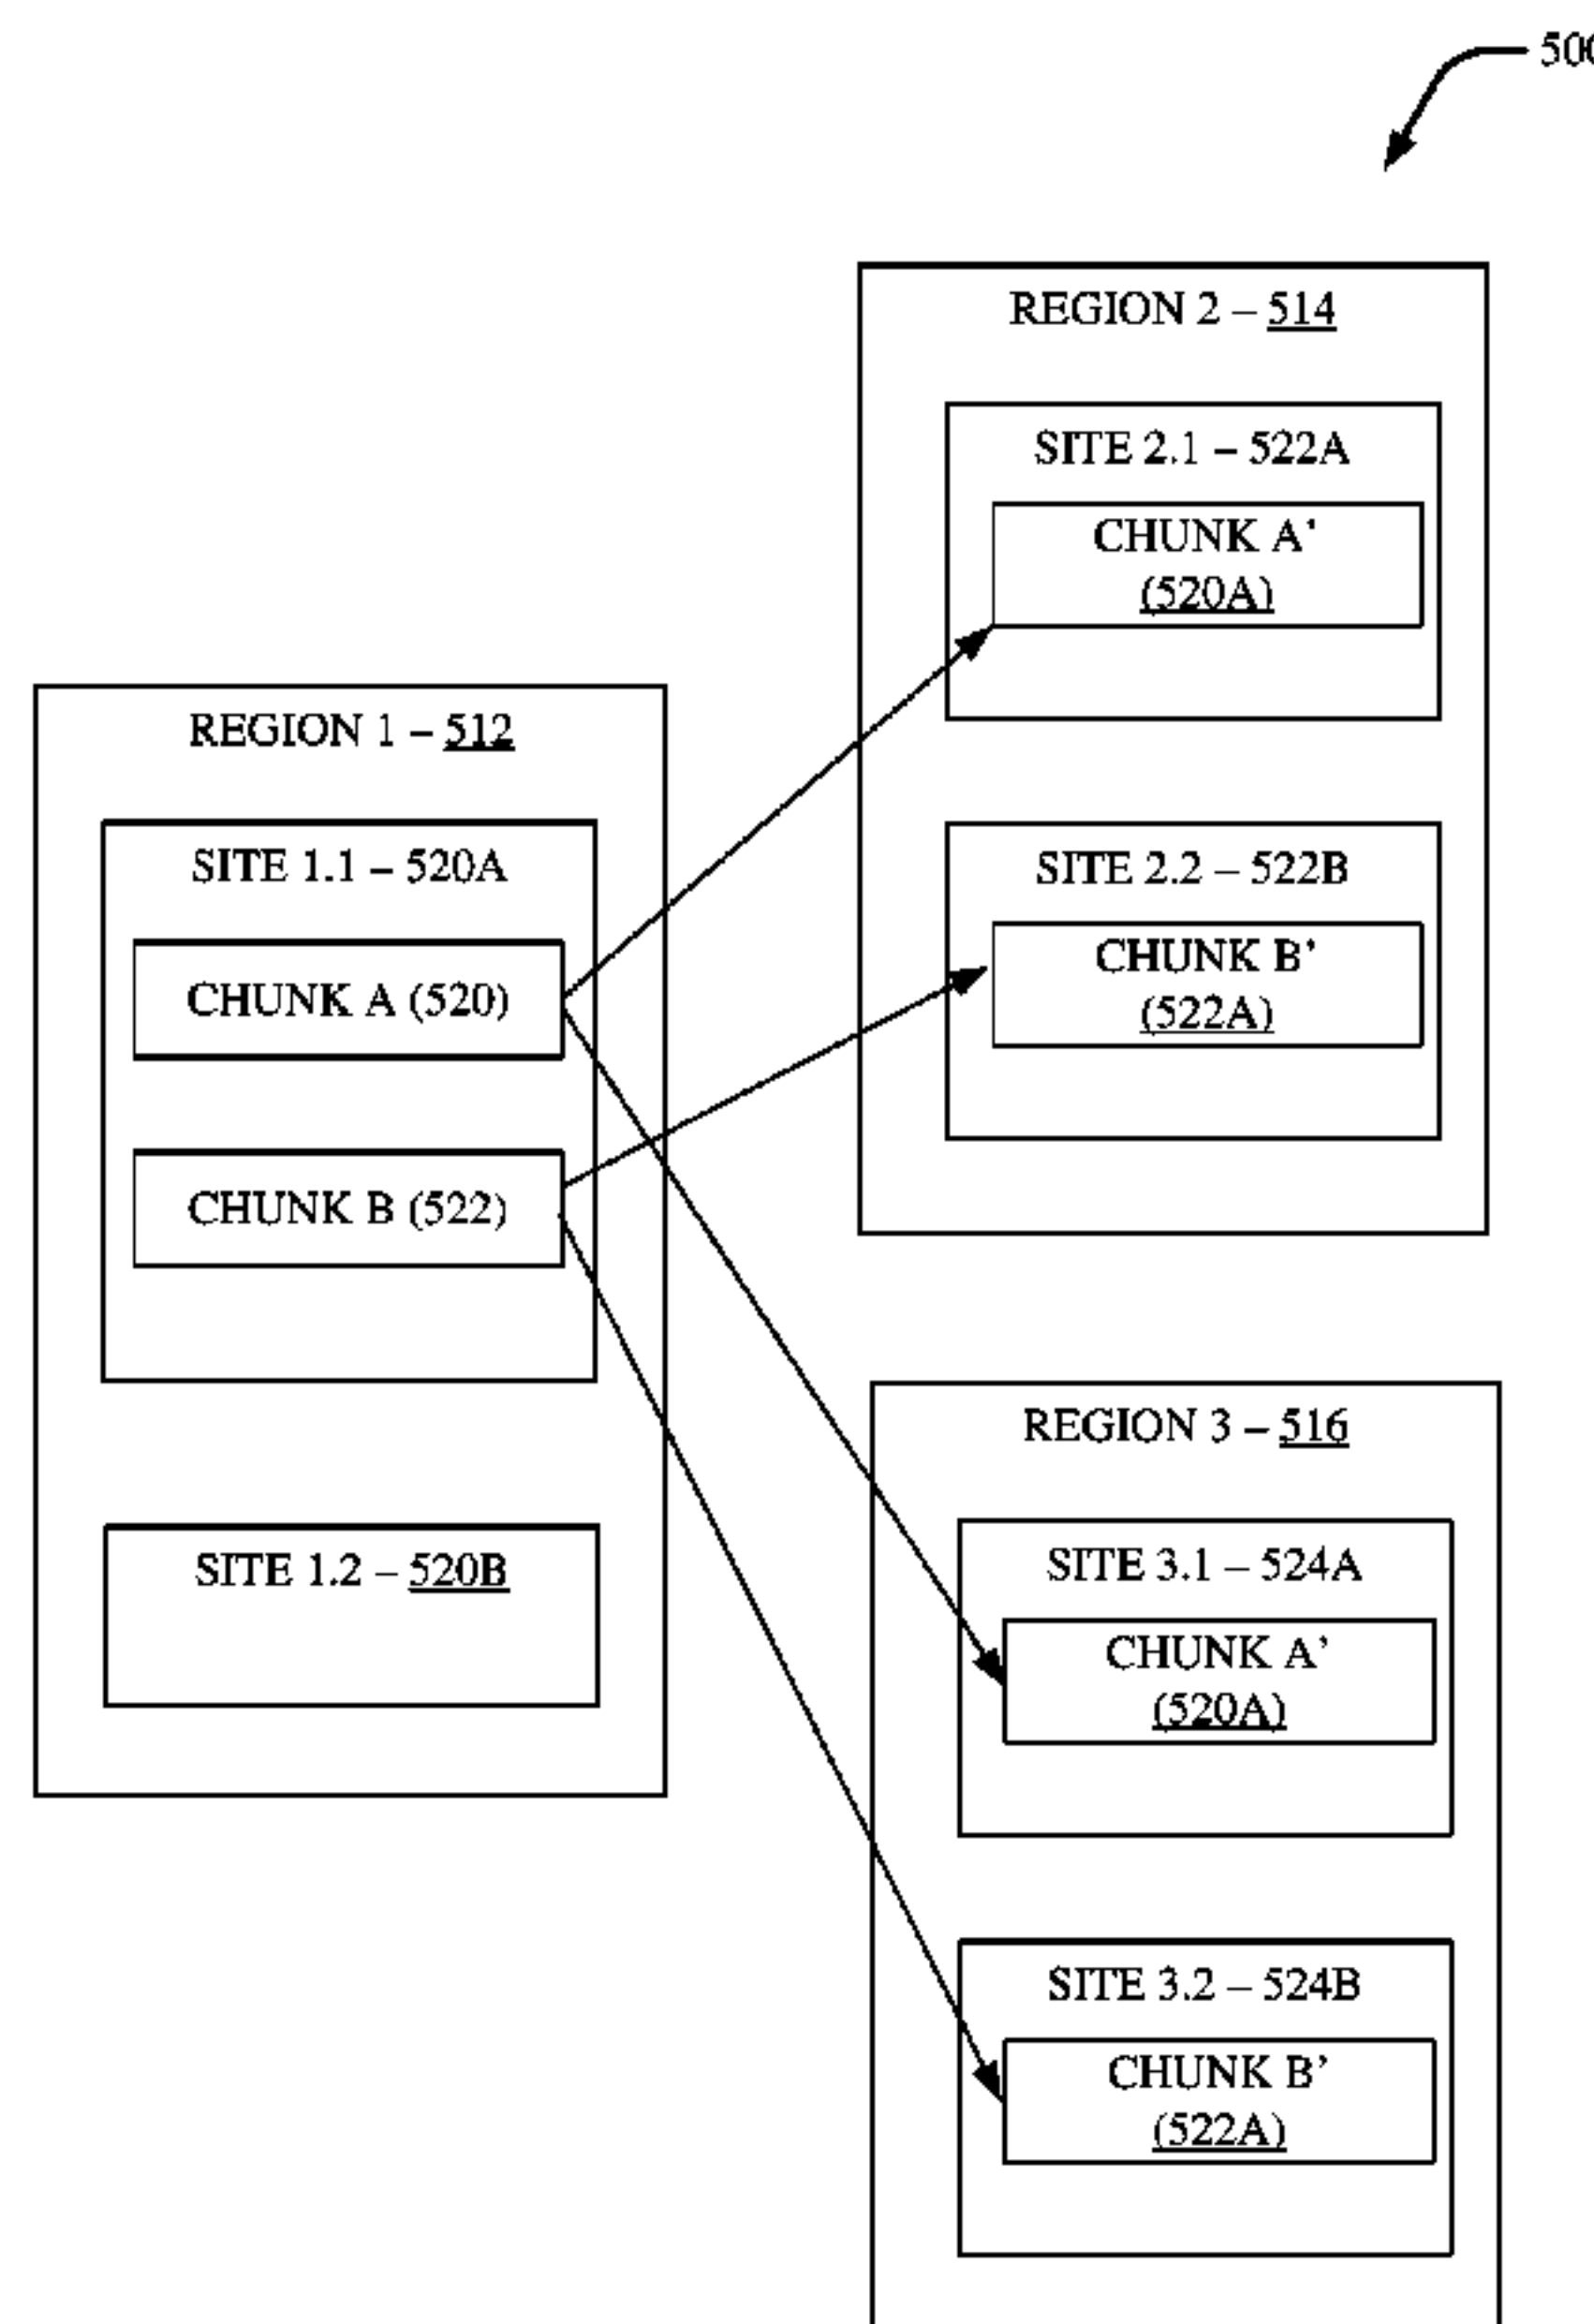 500
REGION 2 – 514
SITE 2.1 – 522A
CHUNK A'
(520A)
REGION 1 – 512
SITE 1.1 – 520A
SITE 2.2 – 522B
CHUNK B'
(522A)
CHUNK A (520)
CHUNK B (522)
REGION 3 – 516
SITE 1.2 – 520B
SITE 3.1 – 524A
CHUNK A'
(520A)
SITE 3.2 – 524B
CHUNK B'
(522A)